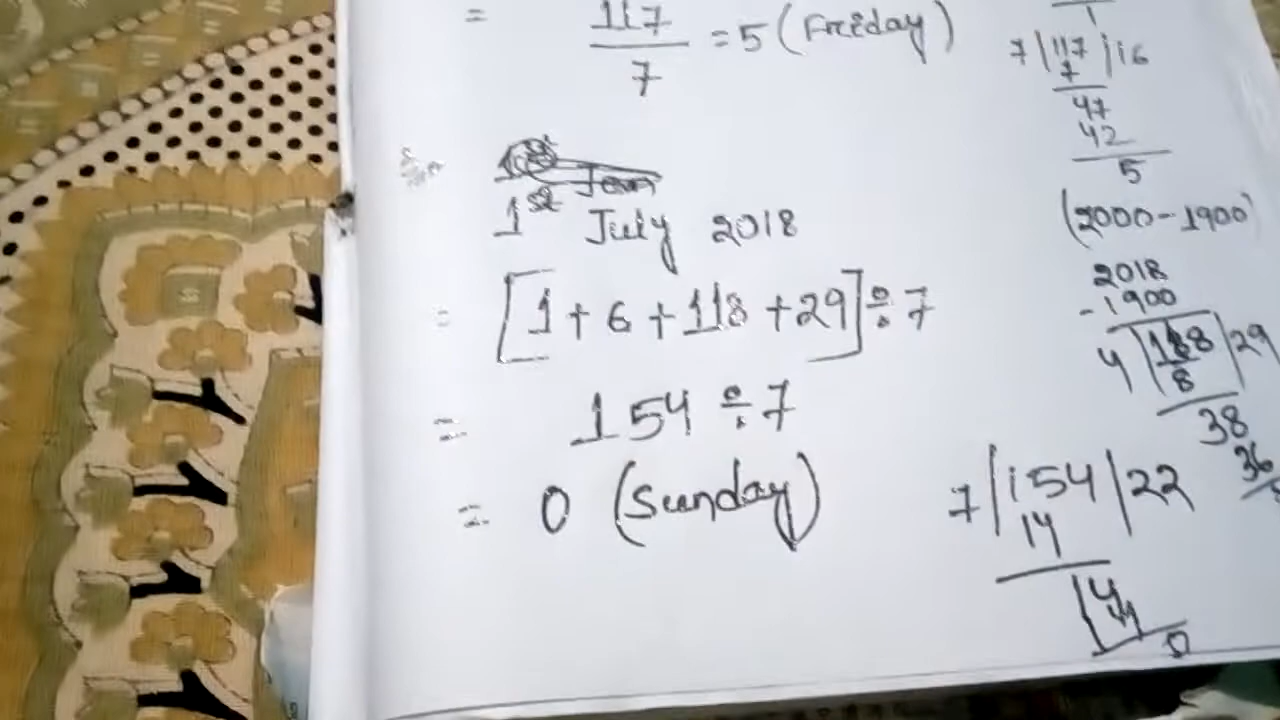 = 117/7 = 5 (Friday)
1st July 2018
= [1 + 6 + 118 + 29] ÷ 7
= 154 ÷ 7
= 0 (Sunday)
1
7 | 117 | 16
7
47
42
5
(2000 - 1900)
2018
- 1900
4 | 118 | 29
8
38
36
7 | 154 | 22
14
14
14
0